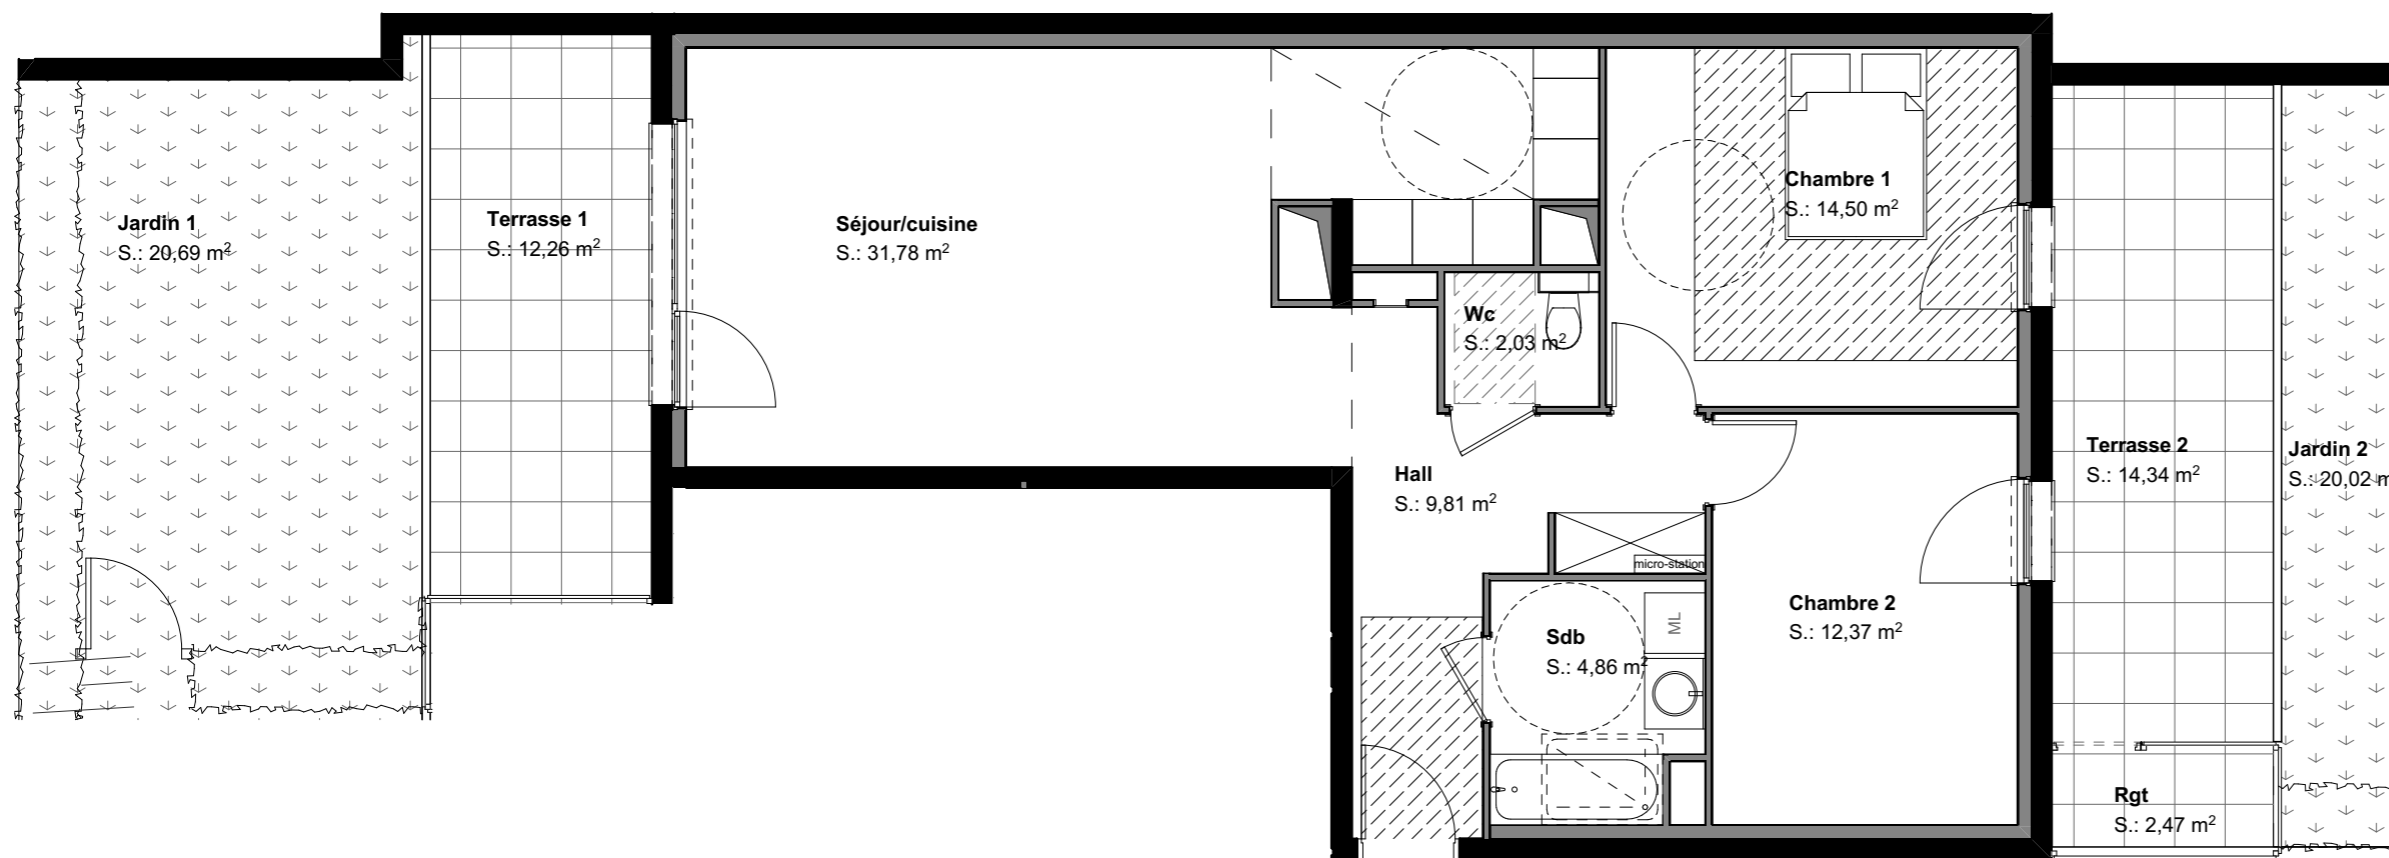 Jardin 1
S.: 20,69 m²
Terrasse 1
S.: 12,26 m²
Séjour/cuisine
S.: 31,78 m²
Chambre 1
S.: 14,50 m²
Wc
S.: 2,03 m²
Hall
S.: 9,81 m²
micro-station
Sdb
S.: 4,86 m²
ML
Chambre 2
S.: 12,37 m²
Terrasse 2
S.: 14,34 m²
Jardin 2
S.: 20,02 m
Rgt
S.: 2,47 m²